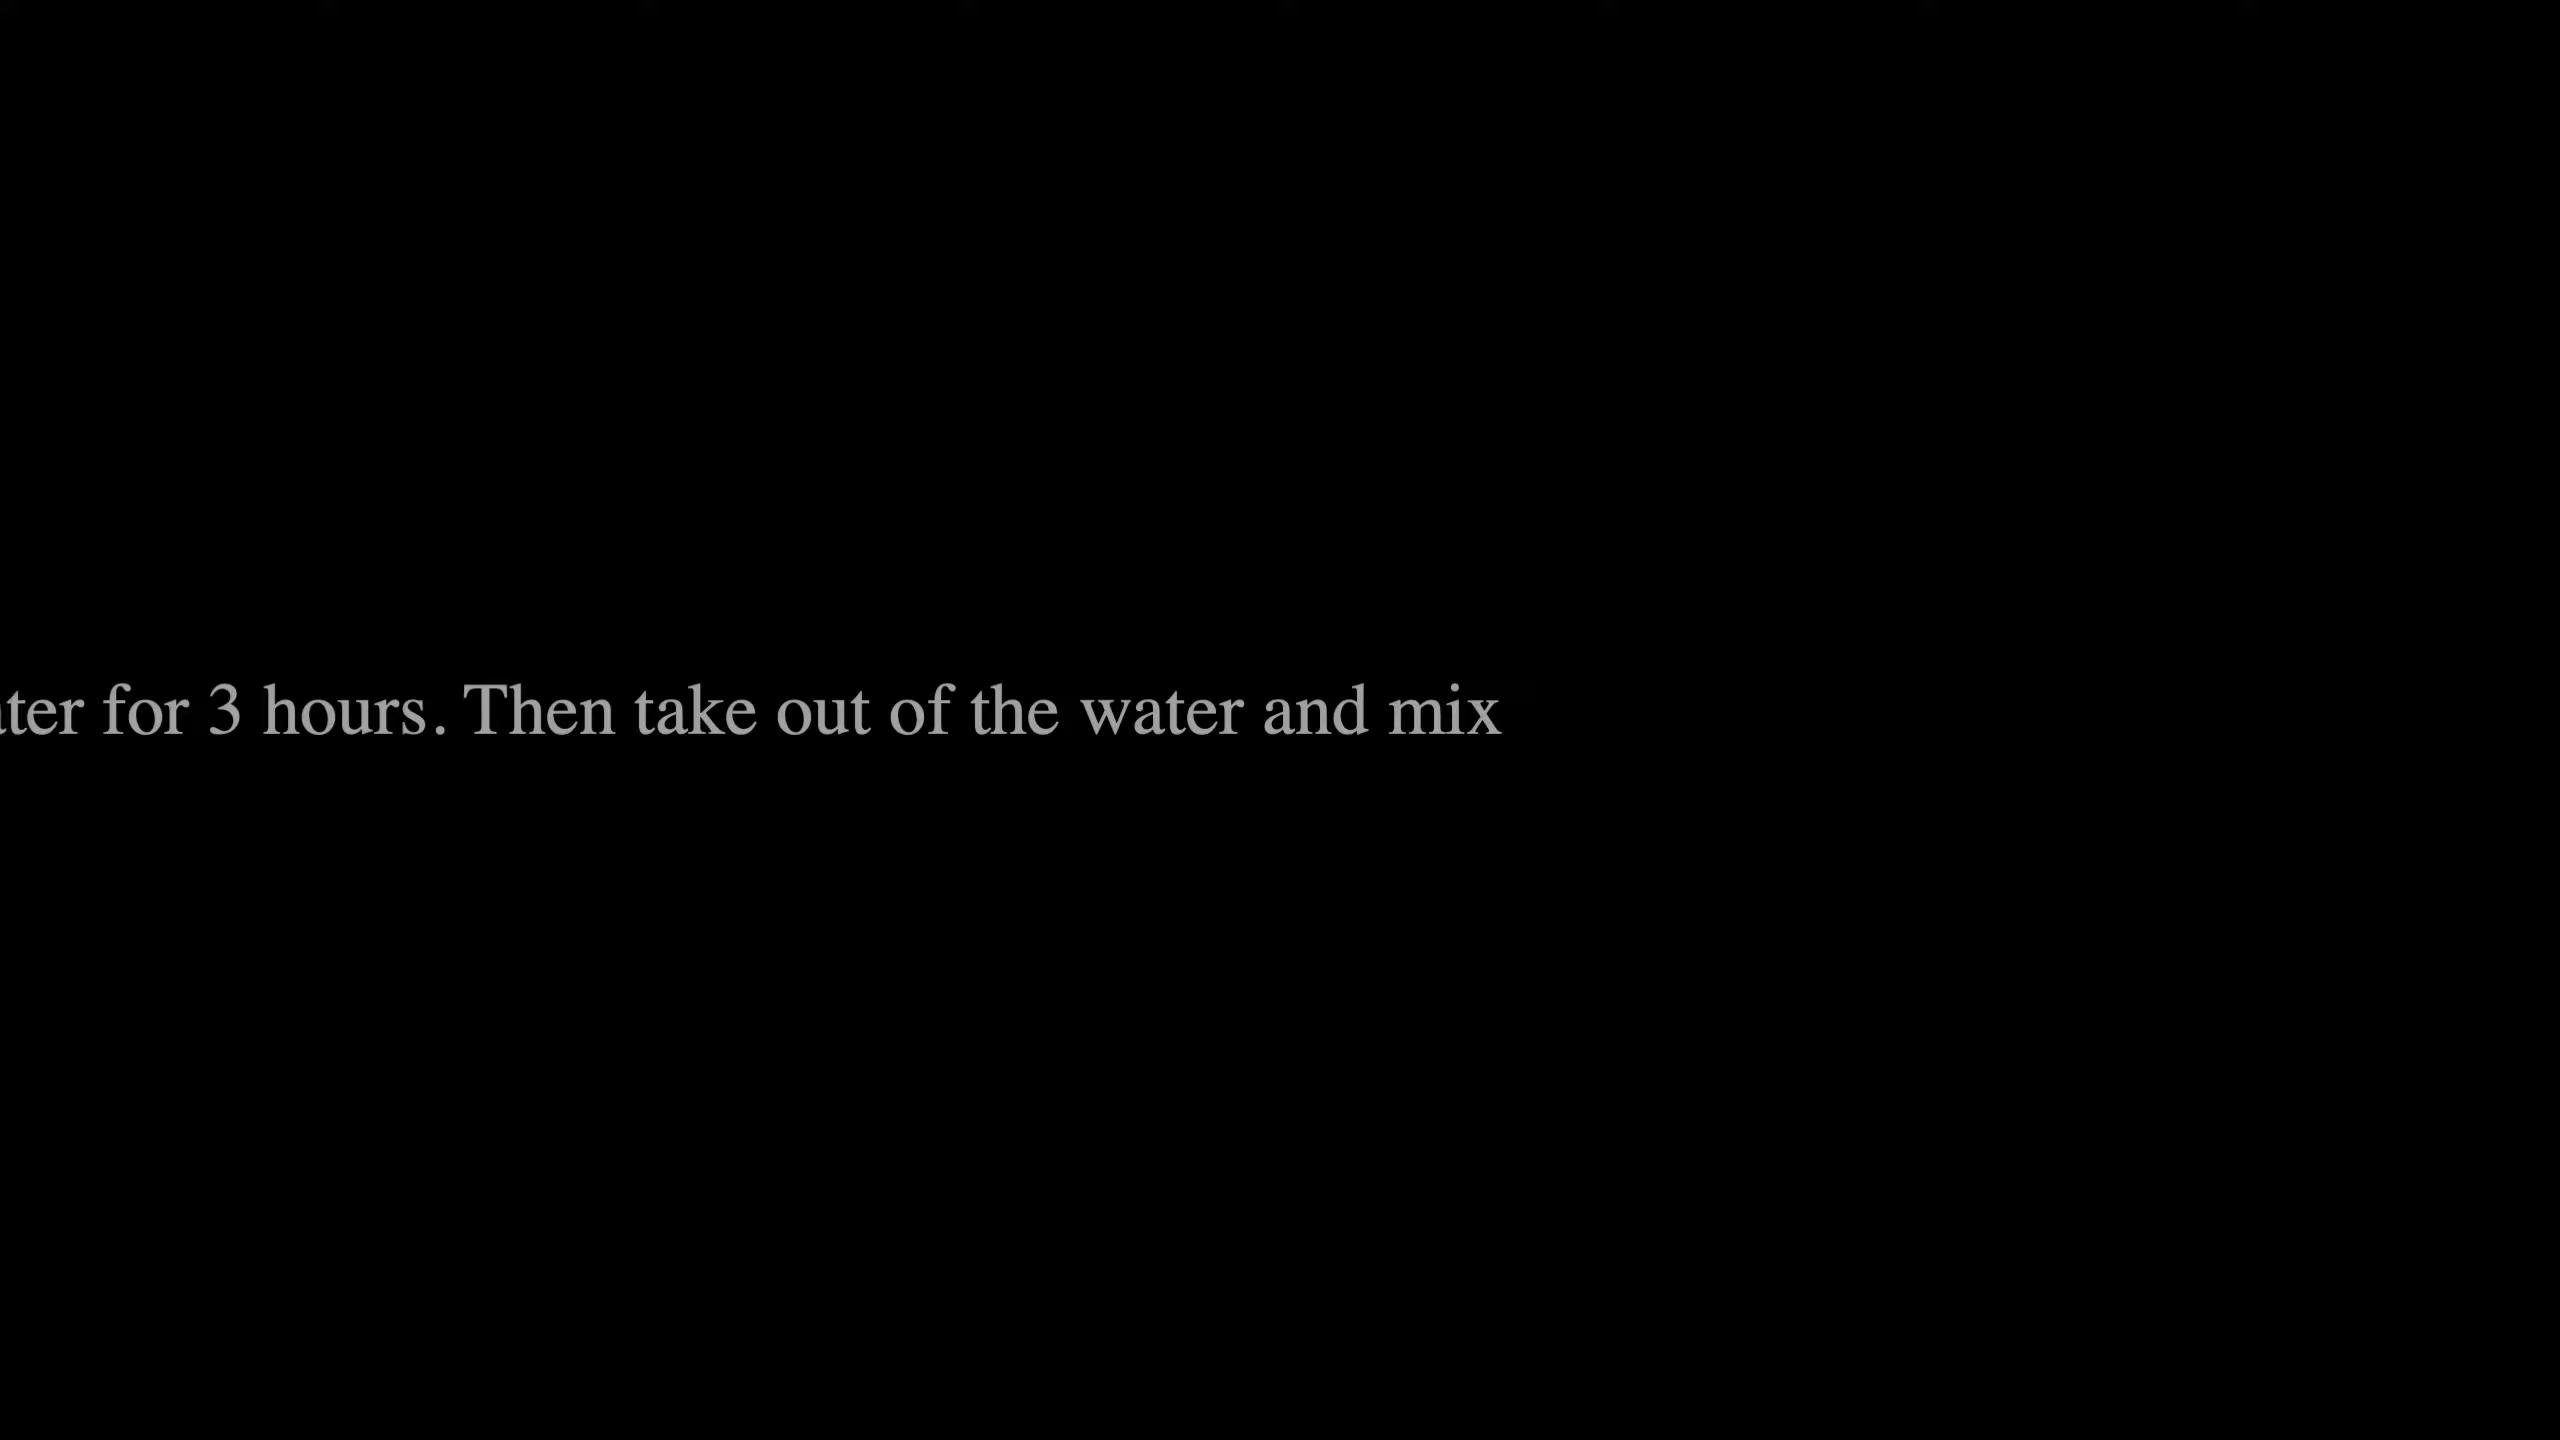 ter for 3 hours. Then take out of the water and mix